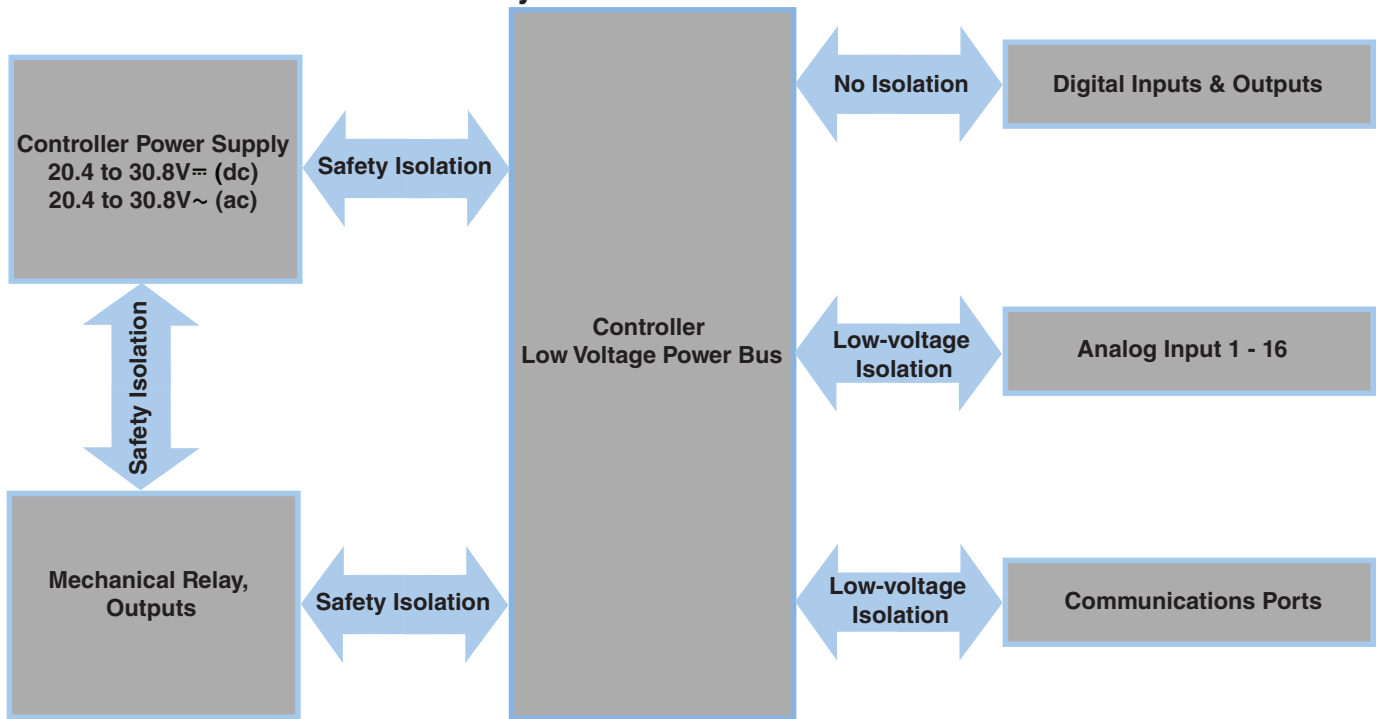 Controller Power Supply
20.4 to 30.8V⎓ (dc)
20.4 to 30.8V~ (ac)
Safety Isolation
Safety Isolation
Mechanical Relay,
Outputs
Safety Isolation
Controller
Low Voltage Power Bus
No Isolation
Digital Inputs & Outputs
Low-voltage
Isolation
Analog Input 1 - 16
Low-voltage
Isolation
Communications Ports